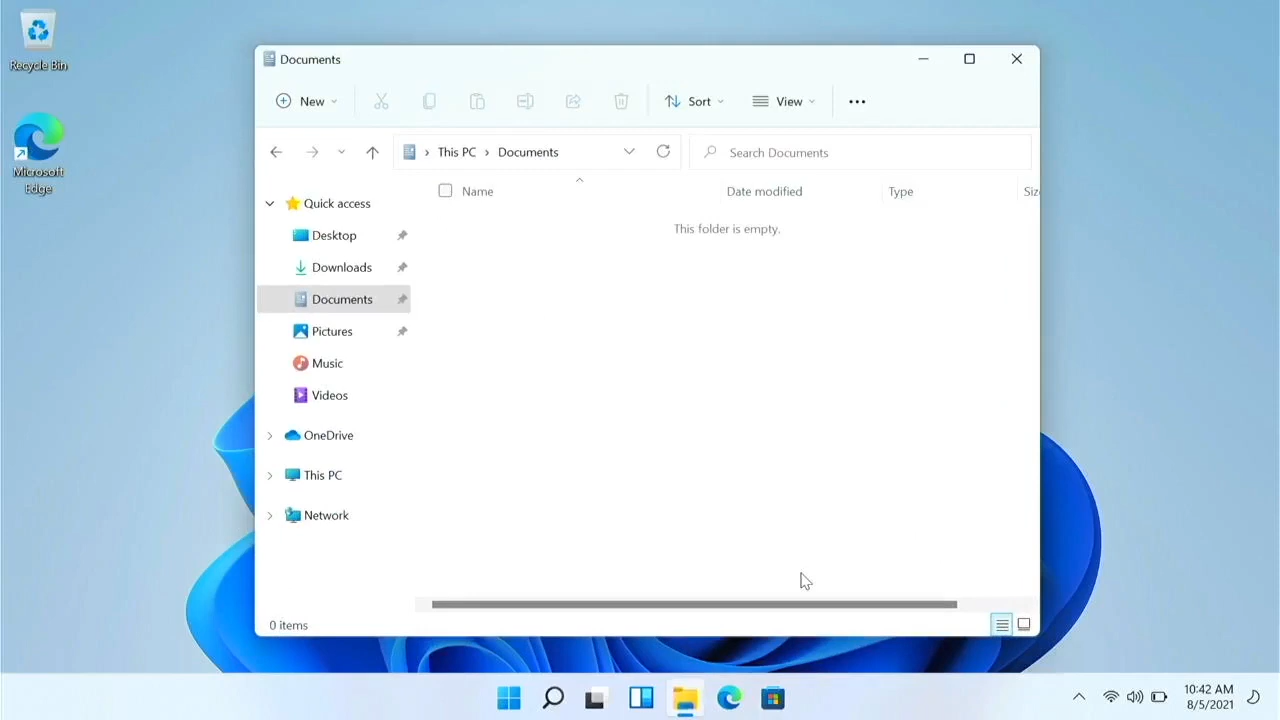 Recycle Bin
Microsoft
Edge
Documents
New
Sort
View
This PC
Documents
Search Documents
Name
Date modified
Type
Siz
This folder is empty.
Quick access
Desktop
Downloads
Documents
Pictures
Music
Videos
OneDrive
This PC
Network
0 items
10:42 AM
8/5/2021